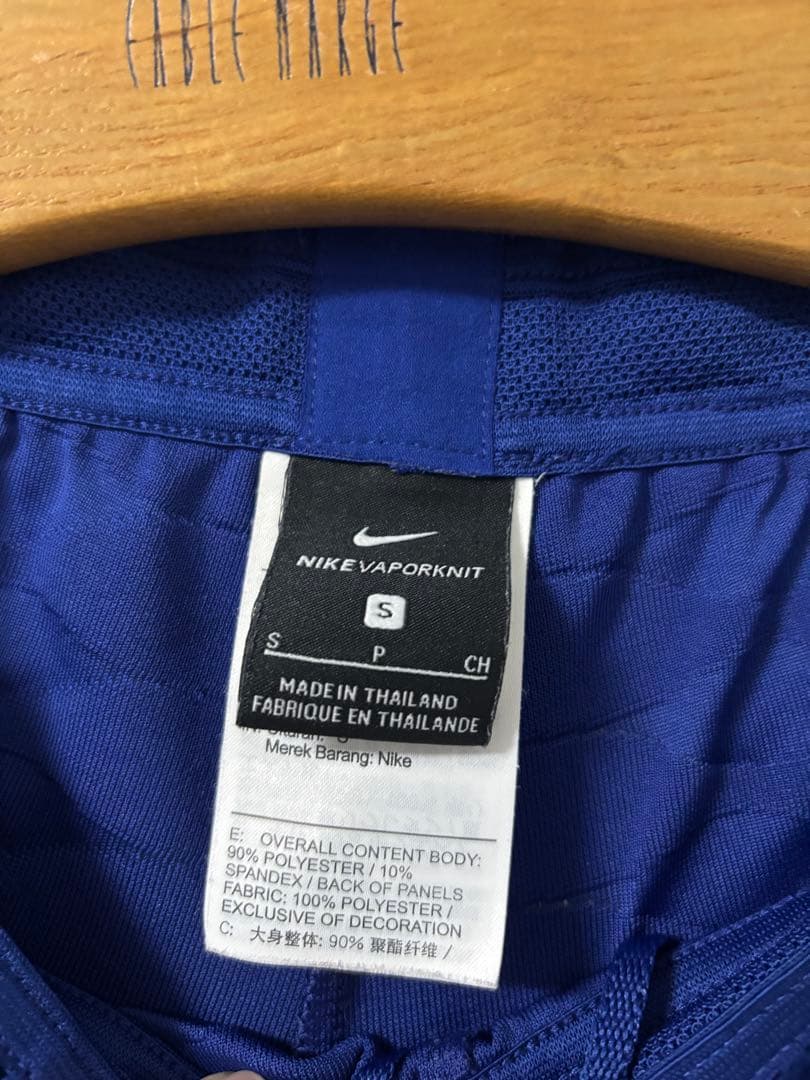 FABLE NARGE
NIKE VAPORKNIT
S
S P CH
MADE IN THAILAND
FABRIQUE EN THAILANDE
Merek Barang: Nike
E: OVERALL CONTENT BODY:
90% POLYESTER / 10%
SPANDEX / BACK OF PANELS
FABRIC: 100% POLYESTER /
EXCLUSIVE OF DECORATION
C: 大身整体: 90% 聚酯纤维 /